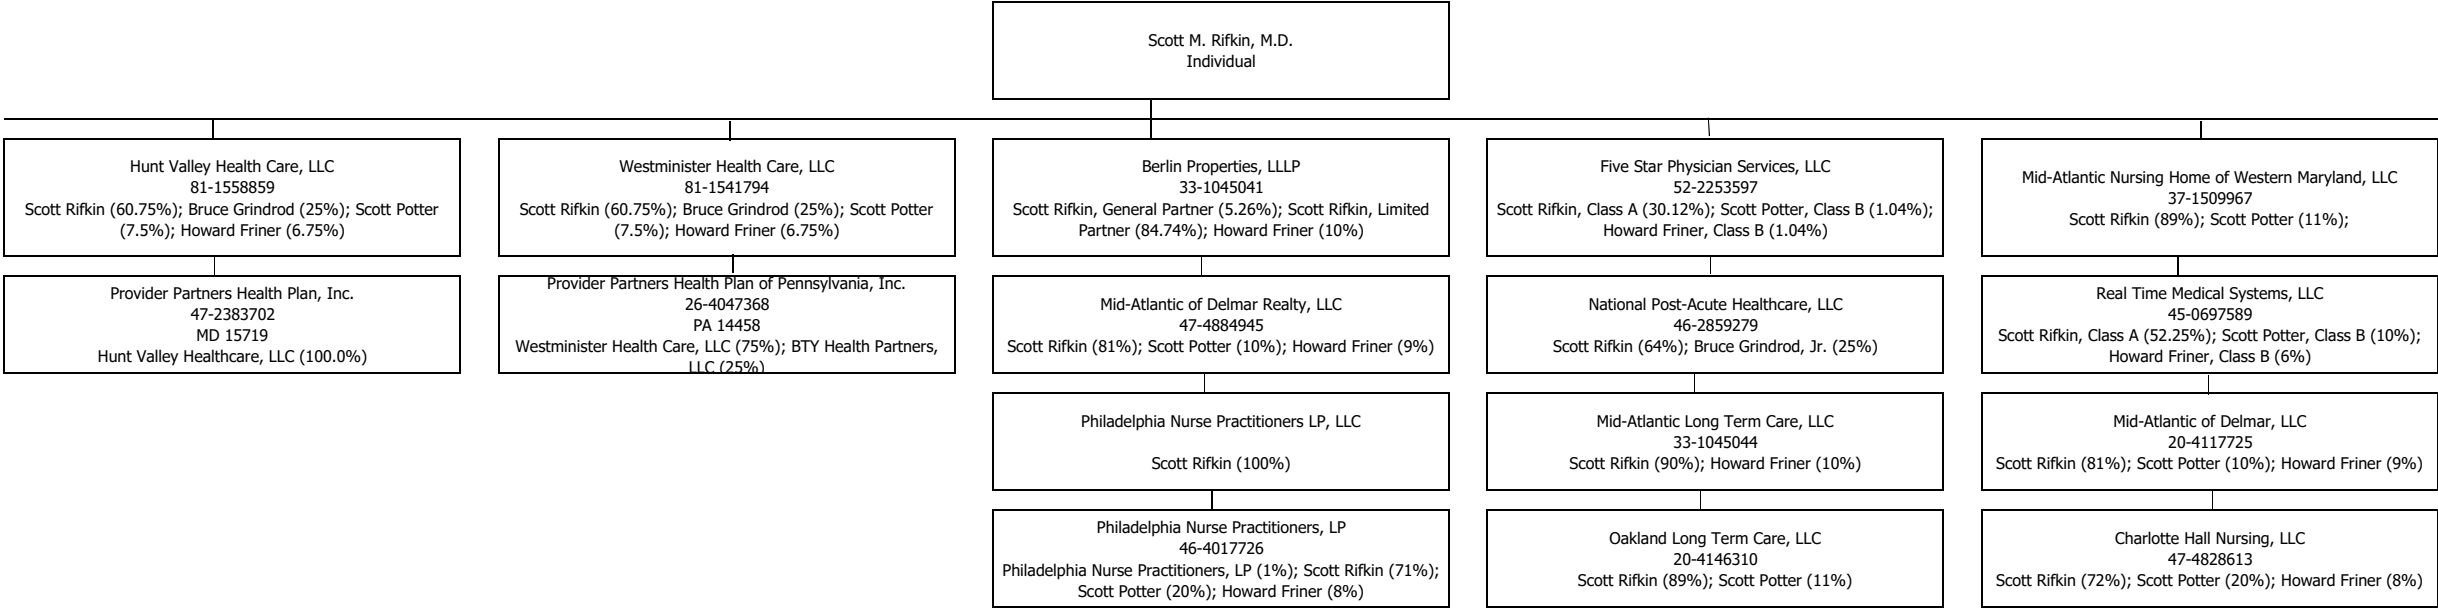 Scott M. Rifkin, M.D.
Individual
Hunt Valley Health Care, LLC
81-1558859
Scott Rifkin (60.75%); Bruce Grindrod (25%); Scott Potter
(7.5%); Howard Friner (6.75%)
Westminister Health Care, LLC
81-1541794
Scott Rifkin (60.75%); Bruce Grindrod (25%); Scott Potter
(7.5%); Howard Friner (6.75%)
Berlin Properties, LLLP
33-1045041
Scott Rifkin, General Partner (5.26%); Scott Rifkin, Limited
Partner (84.74%); Howard Friner (10%)
Five Star Physician Services, LLC
52-2253597
Scott Rifkin, Class A (30.12%); Scott Potter, Class B (1.04%);
Howard Friner, Class B (1.04%)
Mid-Atlantic Nursing Home of Western Maryland, LLC
37-1509967
Scott Rifkin (89%); Scott Potter (11%);
Provider Partners Health Plan, Inc.
47-2383702
MD 15719
Hunt Valley Healthcare, LLC (100.0%)
Provider Partners Health Plan of Pennsylvania, Inc.
26-4047368
PA 14458
Westminister Health Care, LLC (75%); BTY Health Partners,
LLC (25%)
Mid-Atlantic of Delmar Realty, LLC
47-4884945
Scott Rifkin (81%); Scott Potter (10%); Howard Friner (9%)
National Post-Acute Healthcare, LLC
46-2859279
Scott Rifkin (64%); Bruce Grindrod, Jr. (25%)
Real Time Medical Systems, LLC
45-0697589
Scott Rifkin, Class A (52.25%); Scott Potter, Class B (10%);
Howard Friner, Class B (6%)
Philadelphia Nurse Practitioners LP, LLC
Scott Rifkin (100%)
Mid-Atlantic Long Term Care, LLC
33-1045044
Scott Rifkin (90%); Howard Friner (10%)
Mid-Atlantic of Delmar, LLC
20-4117725
Scott Rifkin (81%); Scott Potter (10%); Howard Friner (9%)
Philadelphia Nurse Practitioners, LP
46-4017726
Philadelphia Nurse Practitioners, LP (1%); Scott Rifkin (71%);
Scott Potter (20%); Howard Friner (8%)
Oakland Long Term Care, LLC
20-4146310
Scott Rifkin (89%); Scott Potter (11%)
Charlotte Hall Nursing, LLC
47-4828613
Scott Rifkin (72%); Scott Potter (20%); Howard Friner (8%)